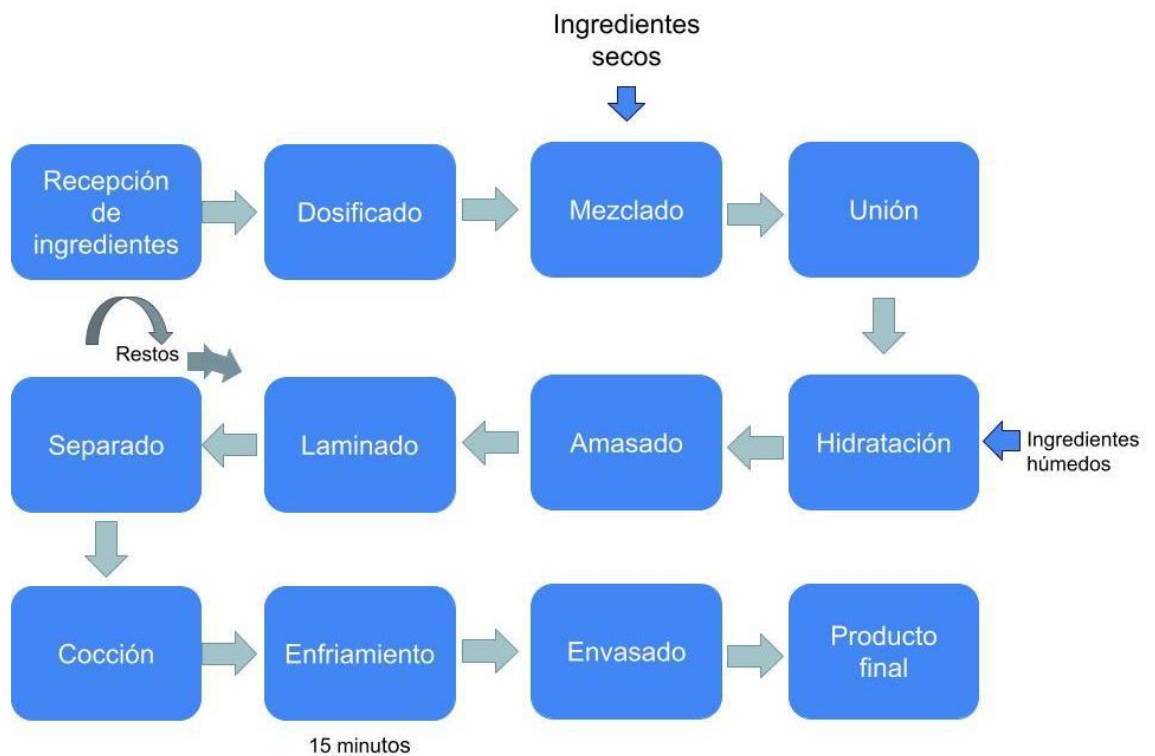 Ingredientes
secos
Recepción
de
ingredientes
Dosificado
Mezclado
Unión
Restos
Separado
Laminado
Amasado
Hidratación
Ingredientes
húmedos
Cocción
Enfriamiento
Envasado
Producto
final
15 minutos